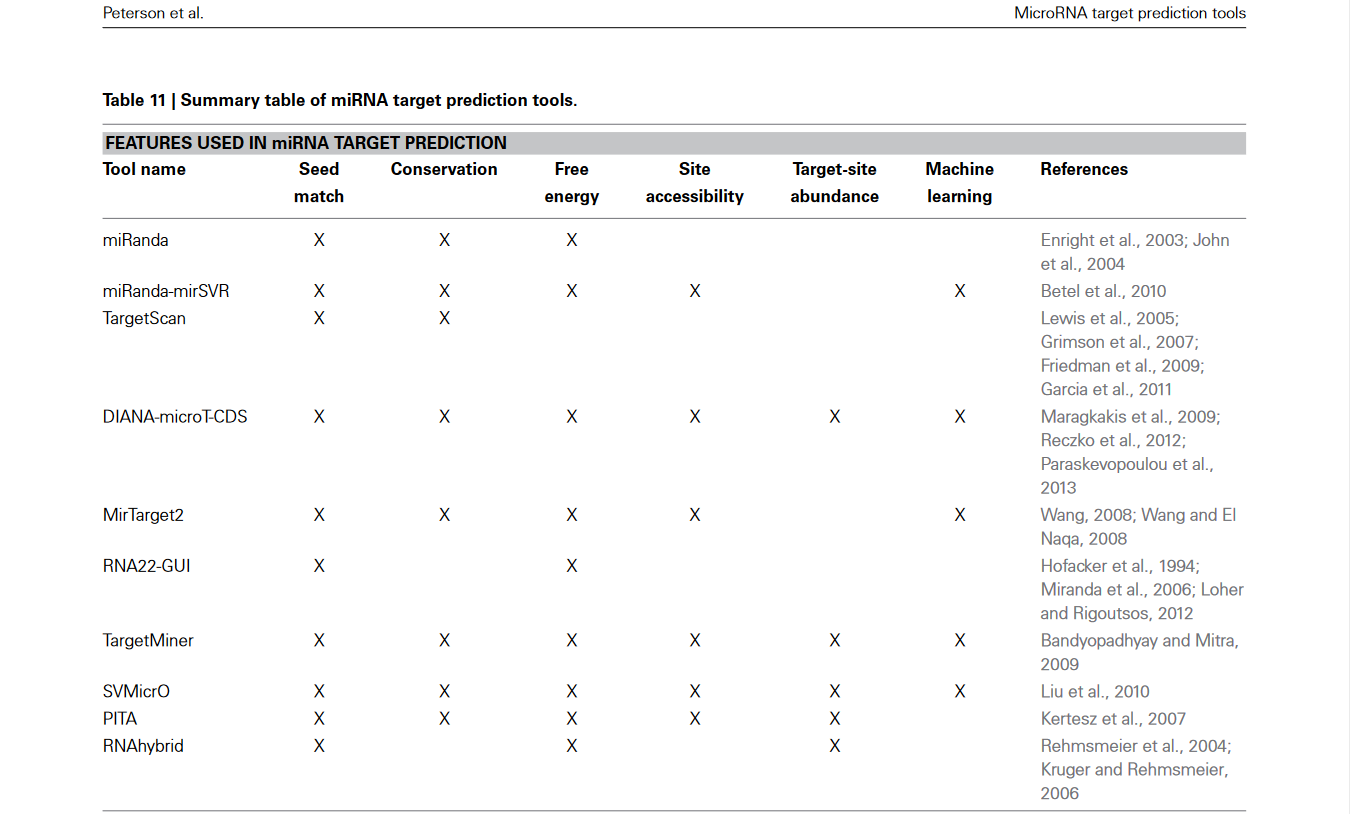 Peterson et al. MicroRNA target prediction tools
Table 11 | Summary table of miRNA target prediction tools.
FEATURES USED IN miRNA TARGET PREDICTION
Tool name Seed Conservation Free Site Target-site Machine References
match energy accessibility abundance learning
miRanda X X X Enright et al., 2003; John
et al., 2004
miRanda-mirSVR X X X X X Betel et al., 2010
TargetScan X X Lewis et al., 2005;
Grimson et al., 2007;
Friedman et al., 2009;
Garcia et al., 2011
DIANA-microT-CDS X X X X X X Maragkakis et al., 2009;
Reczko et al., 2012;
Paraskevopoulou et al.,
2013
MirTarget2 X X X X X Wang, 2008; Wang and El
Naqa, 2008
RNA22-GUI X X Hofacker et al., 1994;
Miranda et al., 2006; Loher
and Rigoutsos, 2012
TargetMiner X X X X X X Bandyopadhyay and Mitra,
2009
SVMicrO X X X X X X Liu et al., 2010
PITA X X X X X Kertesz et al., 2007
RNAhybrid X X X Rehmsmeier et al., 2004;
Kruger and Rehmsmeier,
2006